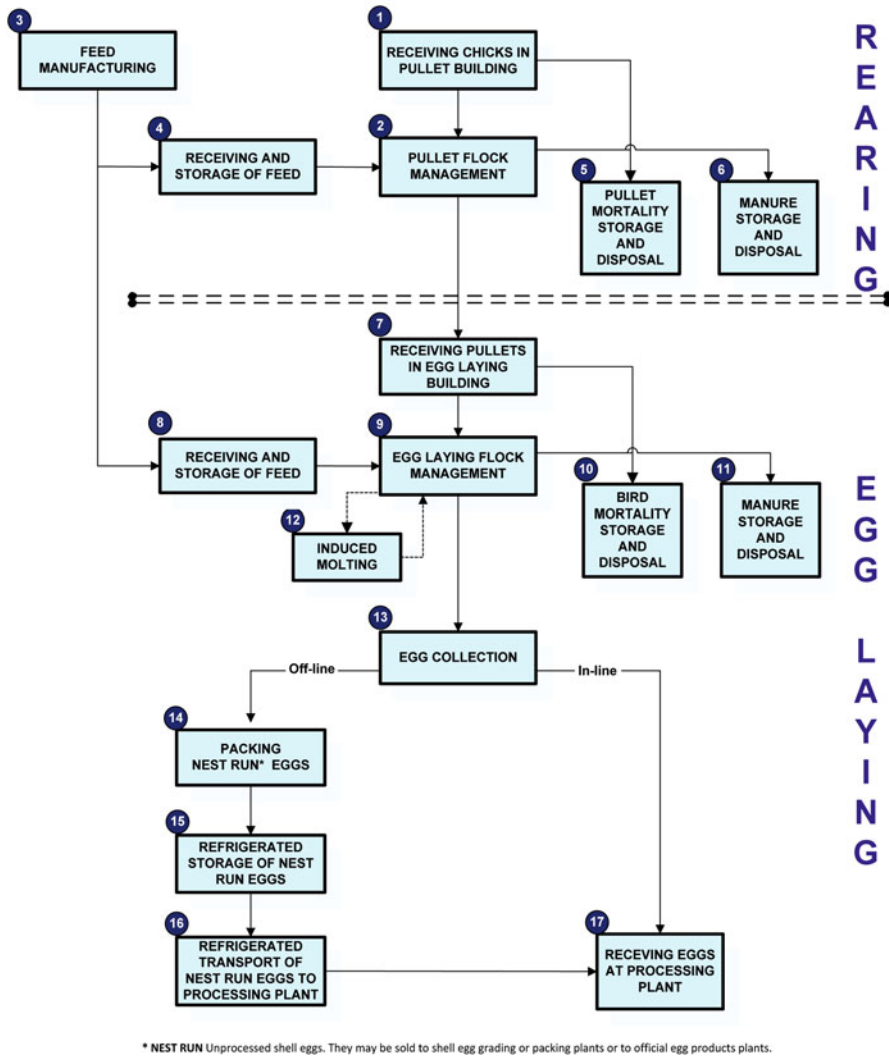 3
FEED
MANUFACTURING
1
RECEIVING CHICKS IN
PULLET BUILDING
4
RECEIVING AND
STORAGE OF FEED
2
PULLET FLOCK
MANAGEMENT
5
PULLET
MORTALITY
STORAGE
AND
DISPOSAL
6
MANURE
STORAGE
AND
DISPOSAL
REARING
7
RECEIVING PULLETS
IN EGG LAYING
BUILDING
8
RECEIVING AND
STORAGE OF FEED
9
EGG LAYING FLOCK
MANAGEMENT
10
BIRD
MORTALITY
STORAGE
AND
DISPOSAL
11
MANURE
STORAGE
AND
DISPOSAL
12
INDUCED
MOLTING
13
EGG COLLECTION
Off-line
In-line
14
PACKING
NEST RUN* EGGS
15
REFRIGERATED
STORAGE OF NEST
RUN EGGS
16
REFRIGERATED
TRANSPORT OF
NEST RUN EGGS TO
PROCESSING PLANT
17
RECEVING EGGS
AT PROCESSING
PLANT
EGG LAYING
* NEST RUN Unprocessed shell eggs. They may be sold to shell egg grading or packing plants or to official egg products plants.